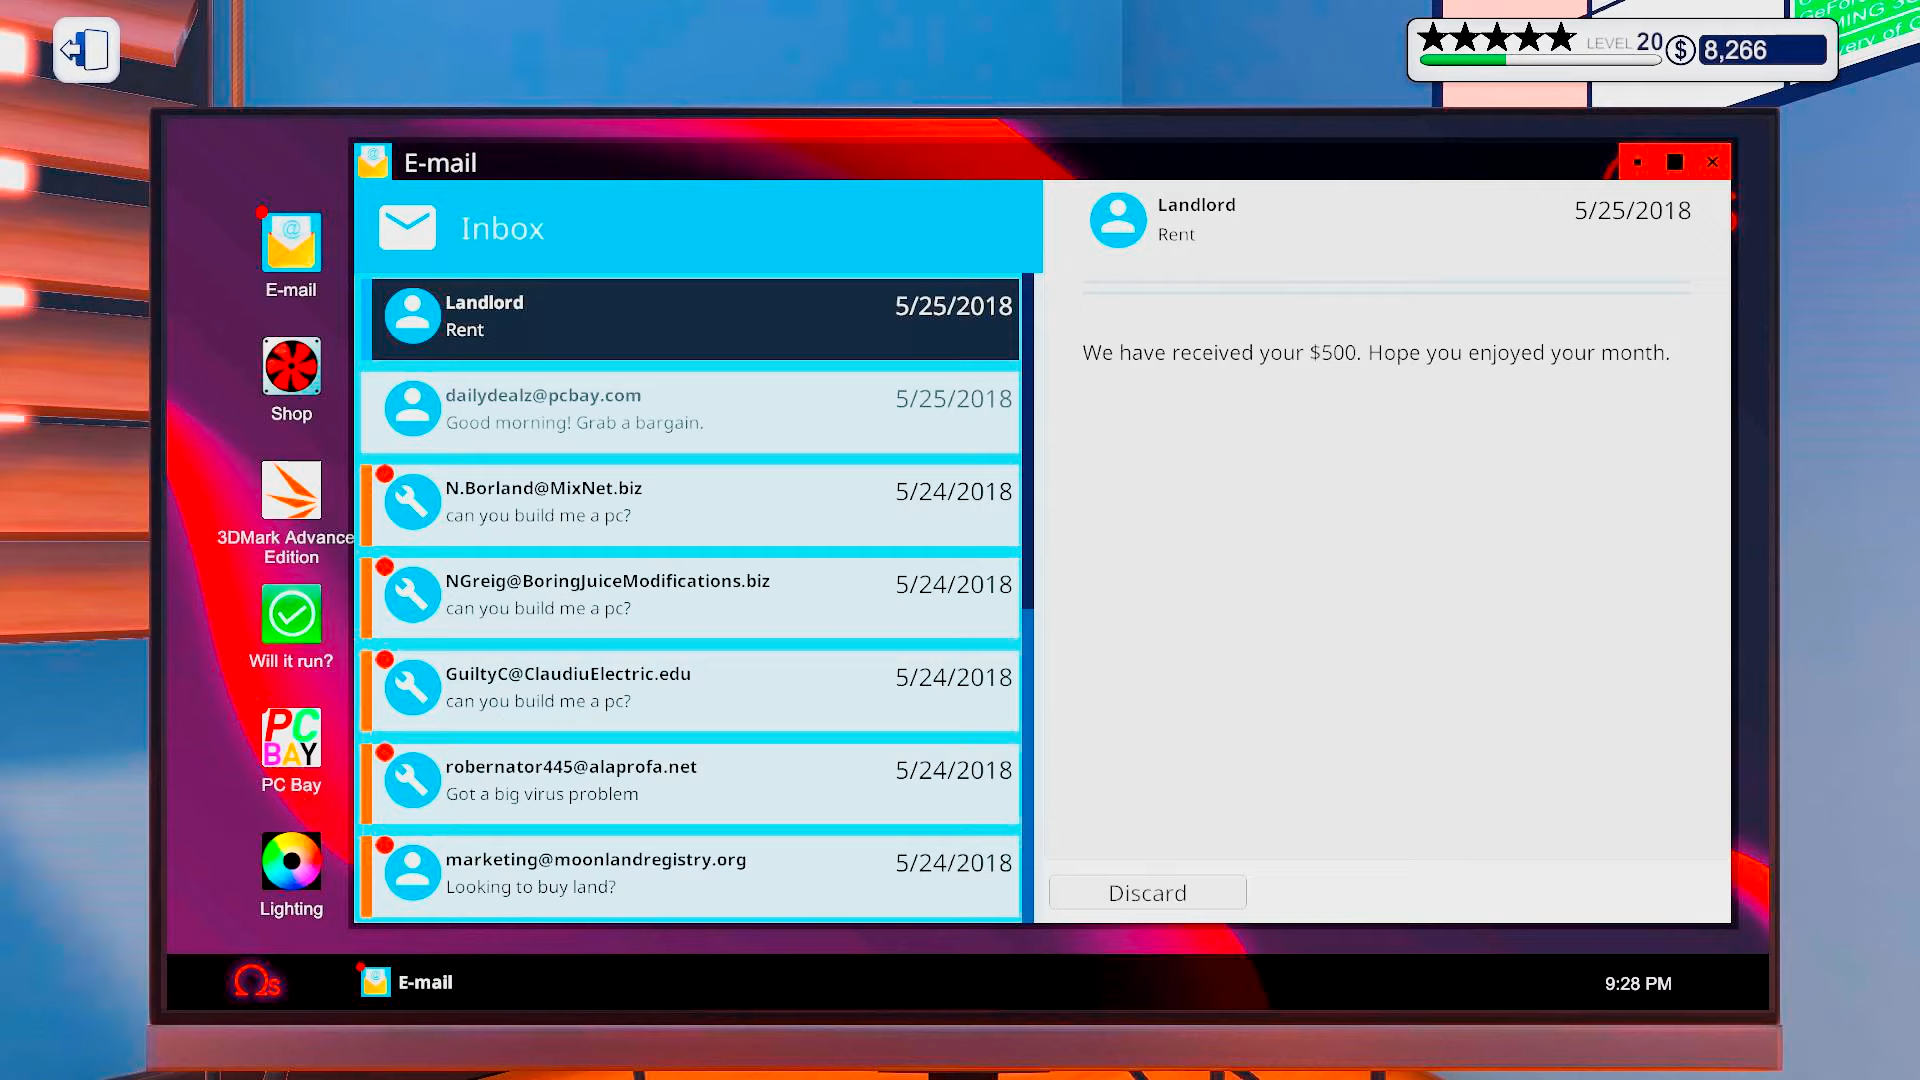 LEVEL 20
$ 8,266
E-mail
Inbox
Landlord
Rent
5/25/2018
dailydealz@pcbay.com
Good morning! Grab a bargain.
5/25/2018
N.Borland@MixNet.biz
can you build me a pc?
5/24/2018
NGreig@BoringJuiceModifications.biz
can you build me a pc?
5/24/2018
GuiltyC@ClaudiuElectric.edu
can you build me a pc?
5/24/2018
robernator445@alaprofa.net
Got a big virus problem
5/24/2018
marketing@moonlandregistry.org
Looking to buy land?
5/24/2018
Landlord
Rent
5/25/2018
We have received your $500. Hope you enjoyed your month.
Discard
E-mail
Shop
3DMark Advance
Edition
Will it run?
PC
BAY
PC Bay
Lighting
Ωs
E-mail
9:28 PM